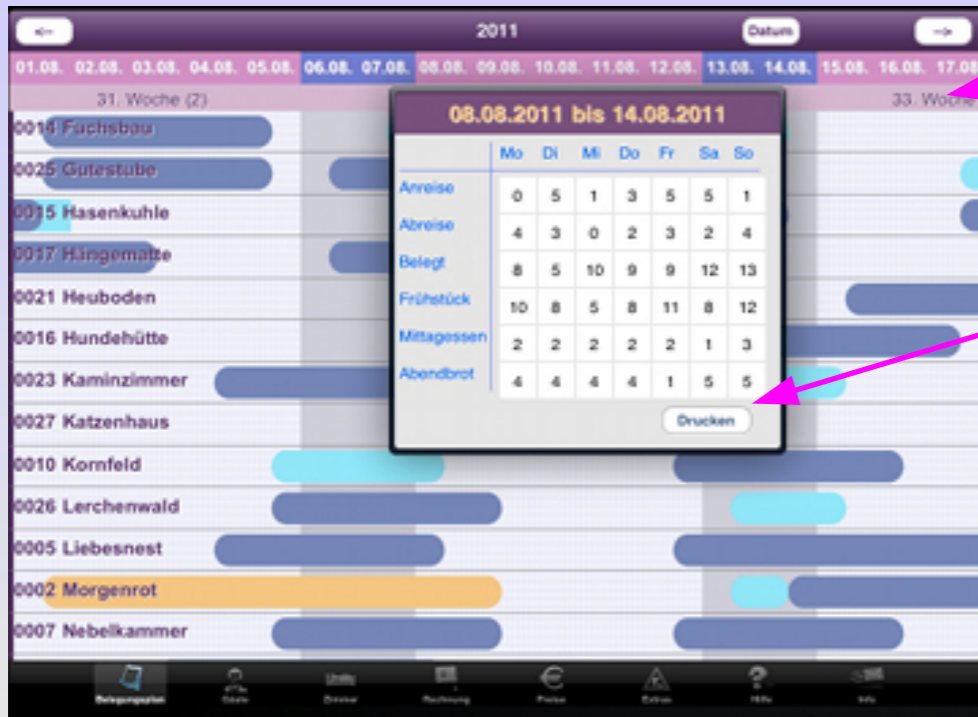 <-- 2011 Datum -->
01.08. 02.08. 03.08. 04.08. 05.08. 06.08. 07.08. 08.08. 09.08. 10.08. 11.08. 12.08. 13.08. 14.08. 15.08. 16.08. 17.08
31. Woche (2) 33. Woche
08.08.2011 bis 14.08.2011
Mo Di Mi Do Fr Sa So
Anreise 0 5 1 3 5 5 1
Abreise 4 3 0 2 3 2 4
Belegt 8 5 10 9 9 12 13
Frühstück 10 8 5 8 11 8 12
Mittagessen 2 2 2 2 2 1 3
Abendbrot 4 4 4 4 1 5 5
Drucken
0014 Fuchsbau
0025 Gutestube
0015 Hasenkuhle
0017 Hängematte
0021 Heuboden
0016 Hundehütte
0023 Kaminzimmer
0027 Katzenhaus
0010 Kornfeld
0026 Lerchenwald
0005 Liebesnest
0002 Morgenrot
0007 Nebelkammer
Belegungsplan Gäste Zimmer Rechnung Preise Extras Hilfe Info